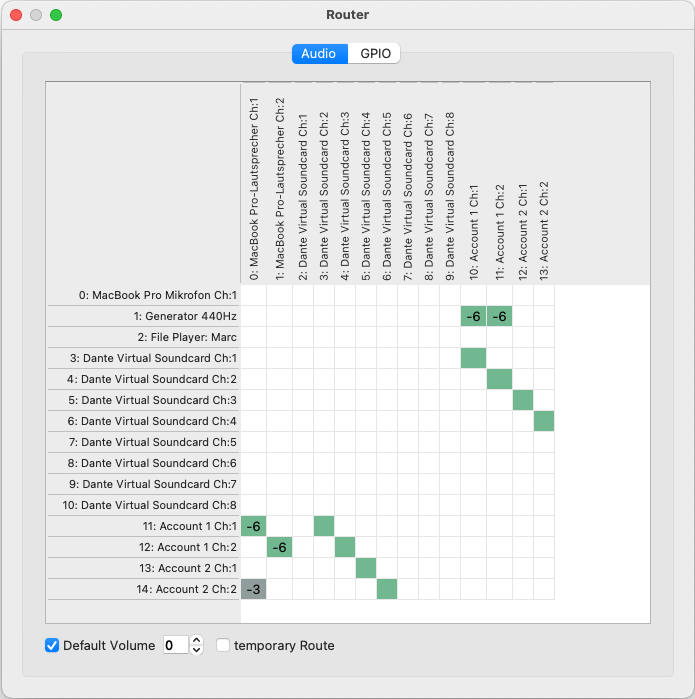 Router
Audio
GPIO
0: MacBook Pro-Lautsprecher Ch:1
1: MacBook Pro-Lautsprecher Ch:2
2: Dante Virtual Soundcard Ch:1
3: Dante Virtual Soundcard Ch:2
4: Dante Virtual Soundcard Ch:3
5: Dante Virtual Soundcard Ch:4
6: Dante Virtual Soundcard Ch:5
7: Dante Virtual Soundcard Ch:6
8: Dante Virtual Soundcard Ch:7
9: Dante Virtual Soundcard Ch:8
10: Account 1 Ch:1
11: Account 1 Ch:2
12: Account 2 Ch:1
13: Account 2 Ch:2
0: MacBook Pro Mikrofon Ch:1
1: Generator 440Hz -6 -6
2: File Player: Marc
3: Dante Virtual Soundcard Ch:1
4: Dante Virtual Soundcard Ch:2
5: Dante Virtual Soundcard Ch:3
6: Dante Virtual Soundcard Ch:4
7: Dante Virtual Soundcard Ch:5
8: Dante Virtual Soundcard Ch:6
9: Dante Virtual Soundcard Ch:7
10: Dante Virtual Soundcard Ch:8
11: Account 1 Ch:1 -6
12: Account 1 Ch:2 -6
13: Account 2 Ch:1
14: Account 2 Ch:2 -3
Default Volume 0 temporary Route